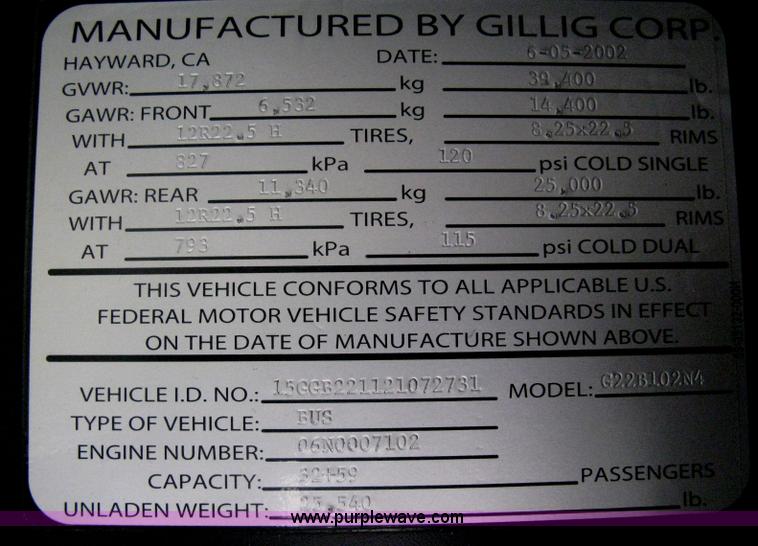 MANUFACTURED BY GILLIG CORP.
HAYWARD, CA DATE: 6-05-2002
GVWR: 17,872 kg 39,400 lb.
GAWR: FRONT 6,532 kg 14,400 lb.
WITH 12R22.5 H TIRES, 8.25x22.5 RIMS
AT 827 kPa 120 psi COLD SINGLE
GAWR: REAR 11,340 kg 25,000 lb.
WITH 12R22.5 H TIRES, 8.25x22.5 RIMS
AT 793 kPa 115 psi COLD DUAL
THIS VEHICLE CONFORMS TO ALL APPLICABLE U.S.
FEDERAL MOTOR VEHICLE SAFETY STANDARDS IN EFFECT
ON THE DATE OF MANUFACTURE SHOWN ABOVE.
VEHICLE I.D. NO.: 15GGB221121072731 MODEL: G22B102N4
TYPE OF VEHICLE: BUS
ENGINE NUMBER: 06N0007102
CAPACITY: 32+59 PASSENGERS
UNLADEN WEIGHT: lb.
www.purplewave.com